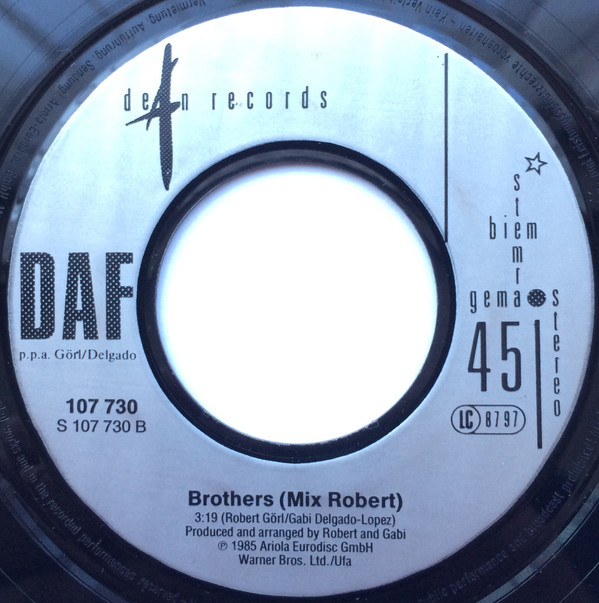 deAn records
DAF
p.p.a. Görl/Delgado
107 730
S 107 730 B
stemra
biem
gema
stereo
45
LC 8797
Brothers (Mix Robert)
3:19 (Robert Görl/Gabi Delgado-Lopez)
Produced and arranged by Robert and Gabi
℗ 1985 Ariola Eurodisc GmbH
Warner Bros. Ltd./Ufa